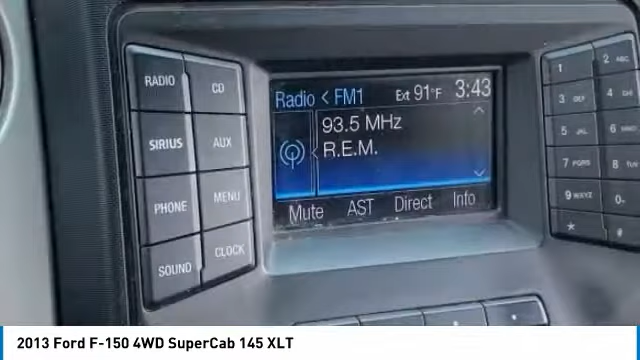 RADIO
CD
SIRIUS
AUX
PHONE
MENU
SOUND
CLOCK
Radio < FM1
Ext 91°F
3:43
93.5 MHz
R.E.M.
Mute AST Direct Info
1
2 ABC
3 DEF
4 GHI
5 JKL
6 MNO
7 PQRS
8 TUV
9 WXYZ
0
*
#
2013 Ford F-150 4WD SuperCab 145 XLT